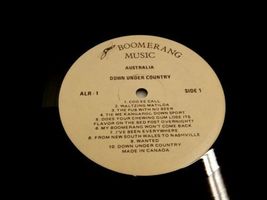 BOOMERANG
MUSIC
AUSTRALIA
DOWN UNDER COUNTRY
ALR - 1
SIDE 1
1. COO EE CALL
2. WALTZING MATILDA
3. THE PUB WITH NO BEER
4. TIE ME KANGAROO DOWN SPORT
5. DOES YOUR CHEWING GUM LOSE ITS
FLAVOR ON THE BED POST OVERNIGHT
6. MY BOOMERANG WON'T COME BACK
7. I'VE BEEN EVERYWHERE
8. FROM NEW SOUTH WALES TO NASHVILLE
9. WANTED
10. DOWN UNDER COUNTRY
MADE IN CANADA